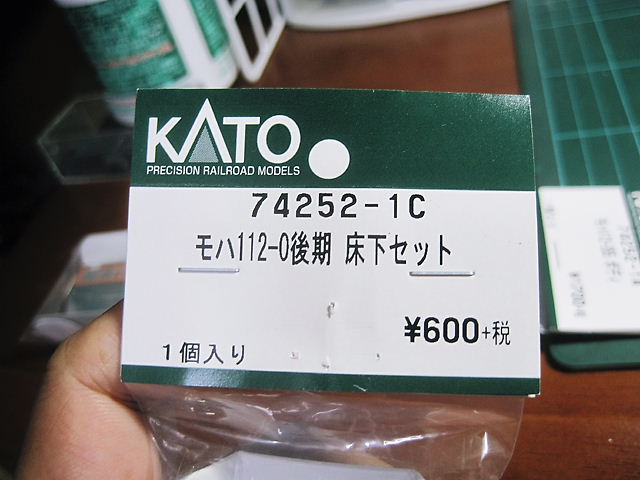 KATO
PRECISION RAILROAD MODELS
74252-1C
モハ112-0後期 床下セット
¥600+税
1個入り